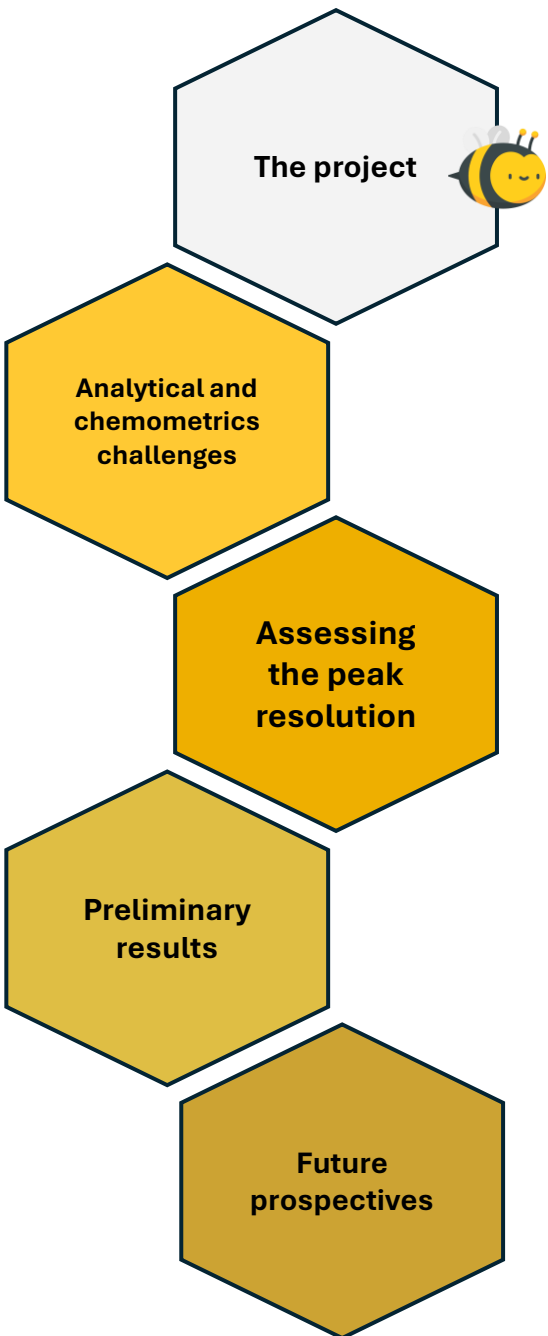 The project
Analytical and
chemometrics
challenges
Assessing
the peak
resolution
Preliminary
results
Future
prospectives